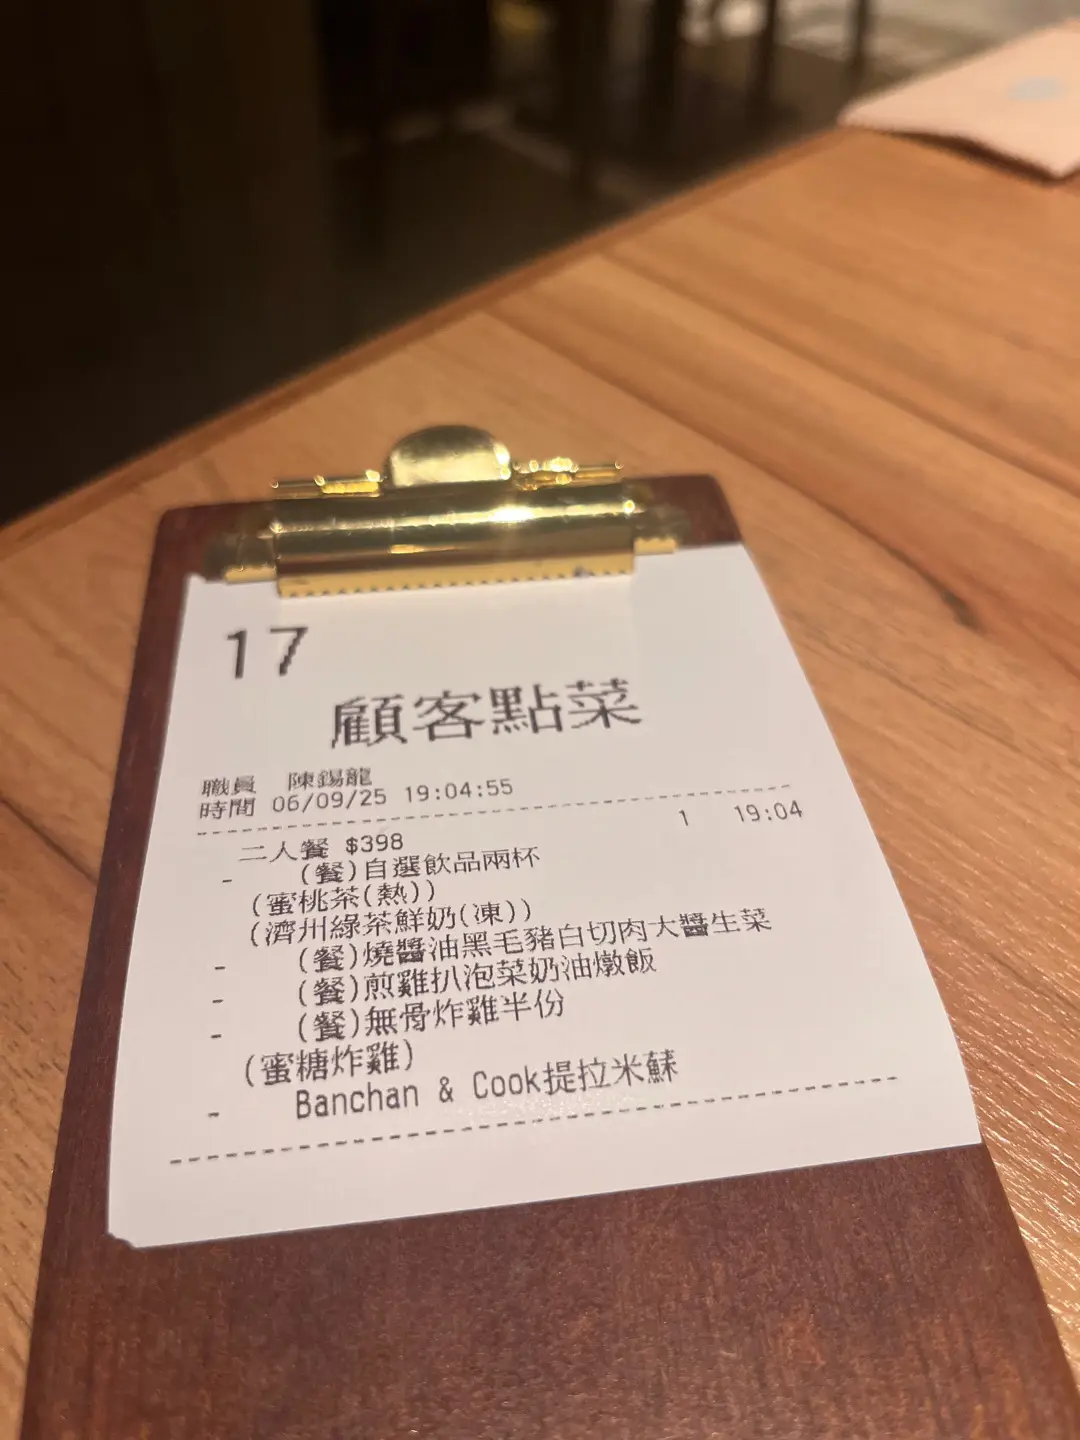 17
顧客點菜
職員 陳錫龍
時間 06/09/25 19:04:55
二人餐 $398 1 19:04
- (餐)自選飲品兩杯
(蜜桃茶(熱))
(濟州綠茶鮮奶(凍))
- (餐)燒醬油黑毛豬白切肉大醬生菜
- (餐)煎雞扒泡菜奶油燉飯
- (餐)無骨炸雞半份
(蜜糖炸雞)
- Banchan & Cook提拉米蘇